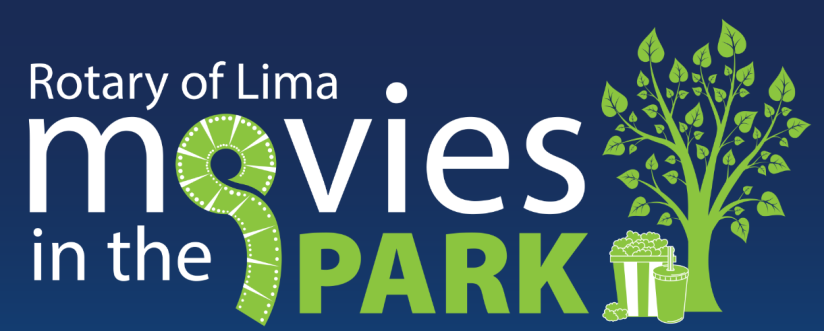 Rotary of Lima
movies
in the PARK